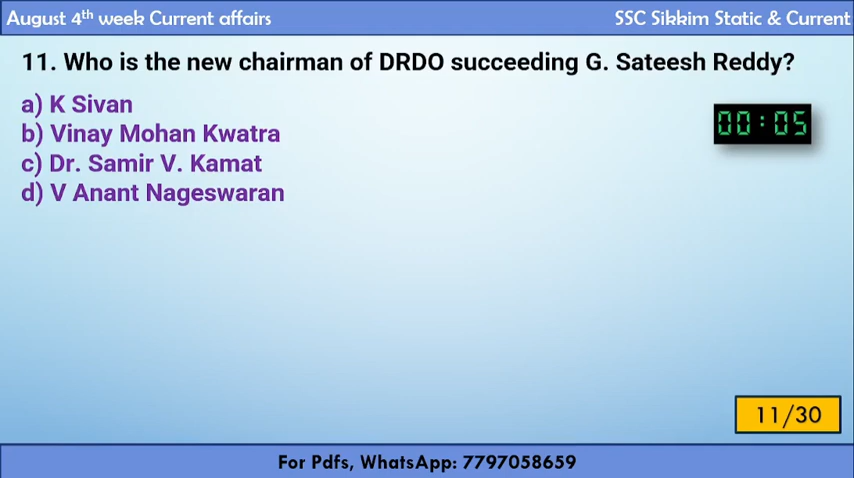 August 4th week Current affairs
SSC Sikkim Static & Current
11. Who is the new chairman of DRDO succeeding G. Sateesh Reddy?
a) K Sivan
00:05
b) Vinay Mohan Kwatra
c) Dr. Samir V. Kamat
d) V Anant Nageswaran
11/30
For Pdfs, WhatsApp: 7797058659